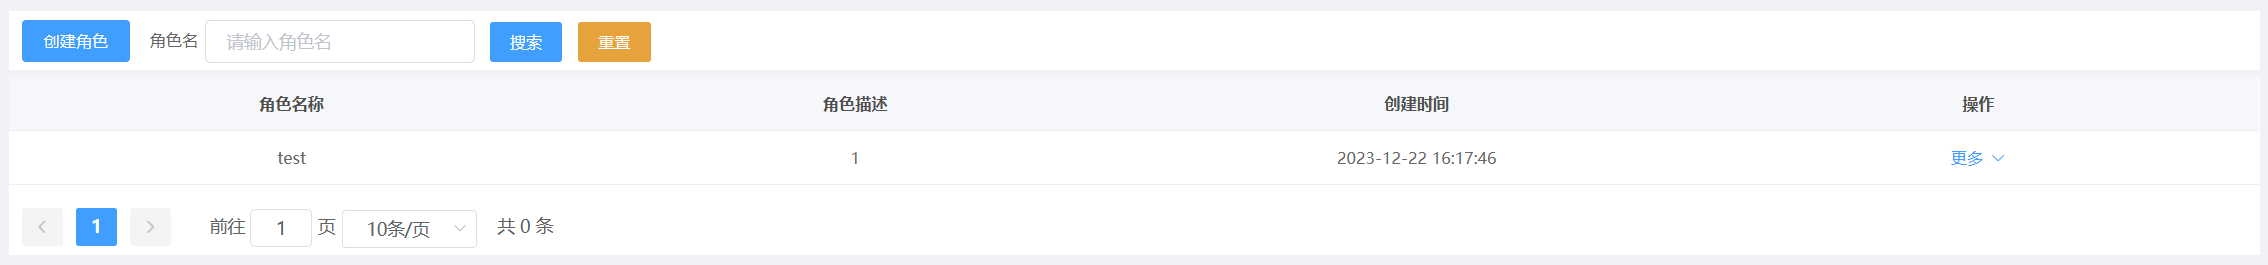 创建角色 角色名 请输入角色名 搜索 重置
角色名称 角色描述 创建时间 操作
test 1 2023-12-22 16:17:46 更多
1 前往 1 页 10条/页 共 0 条